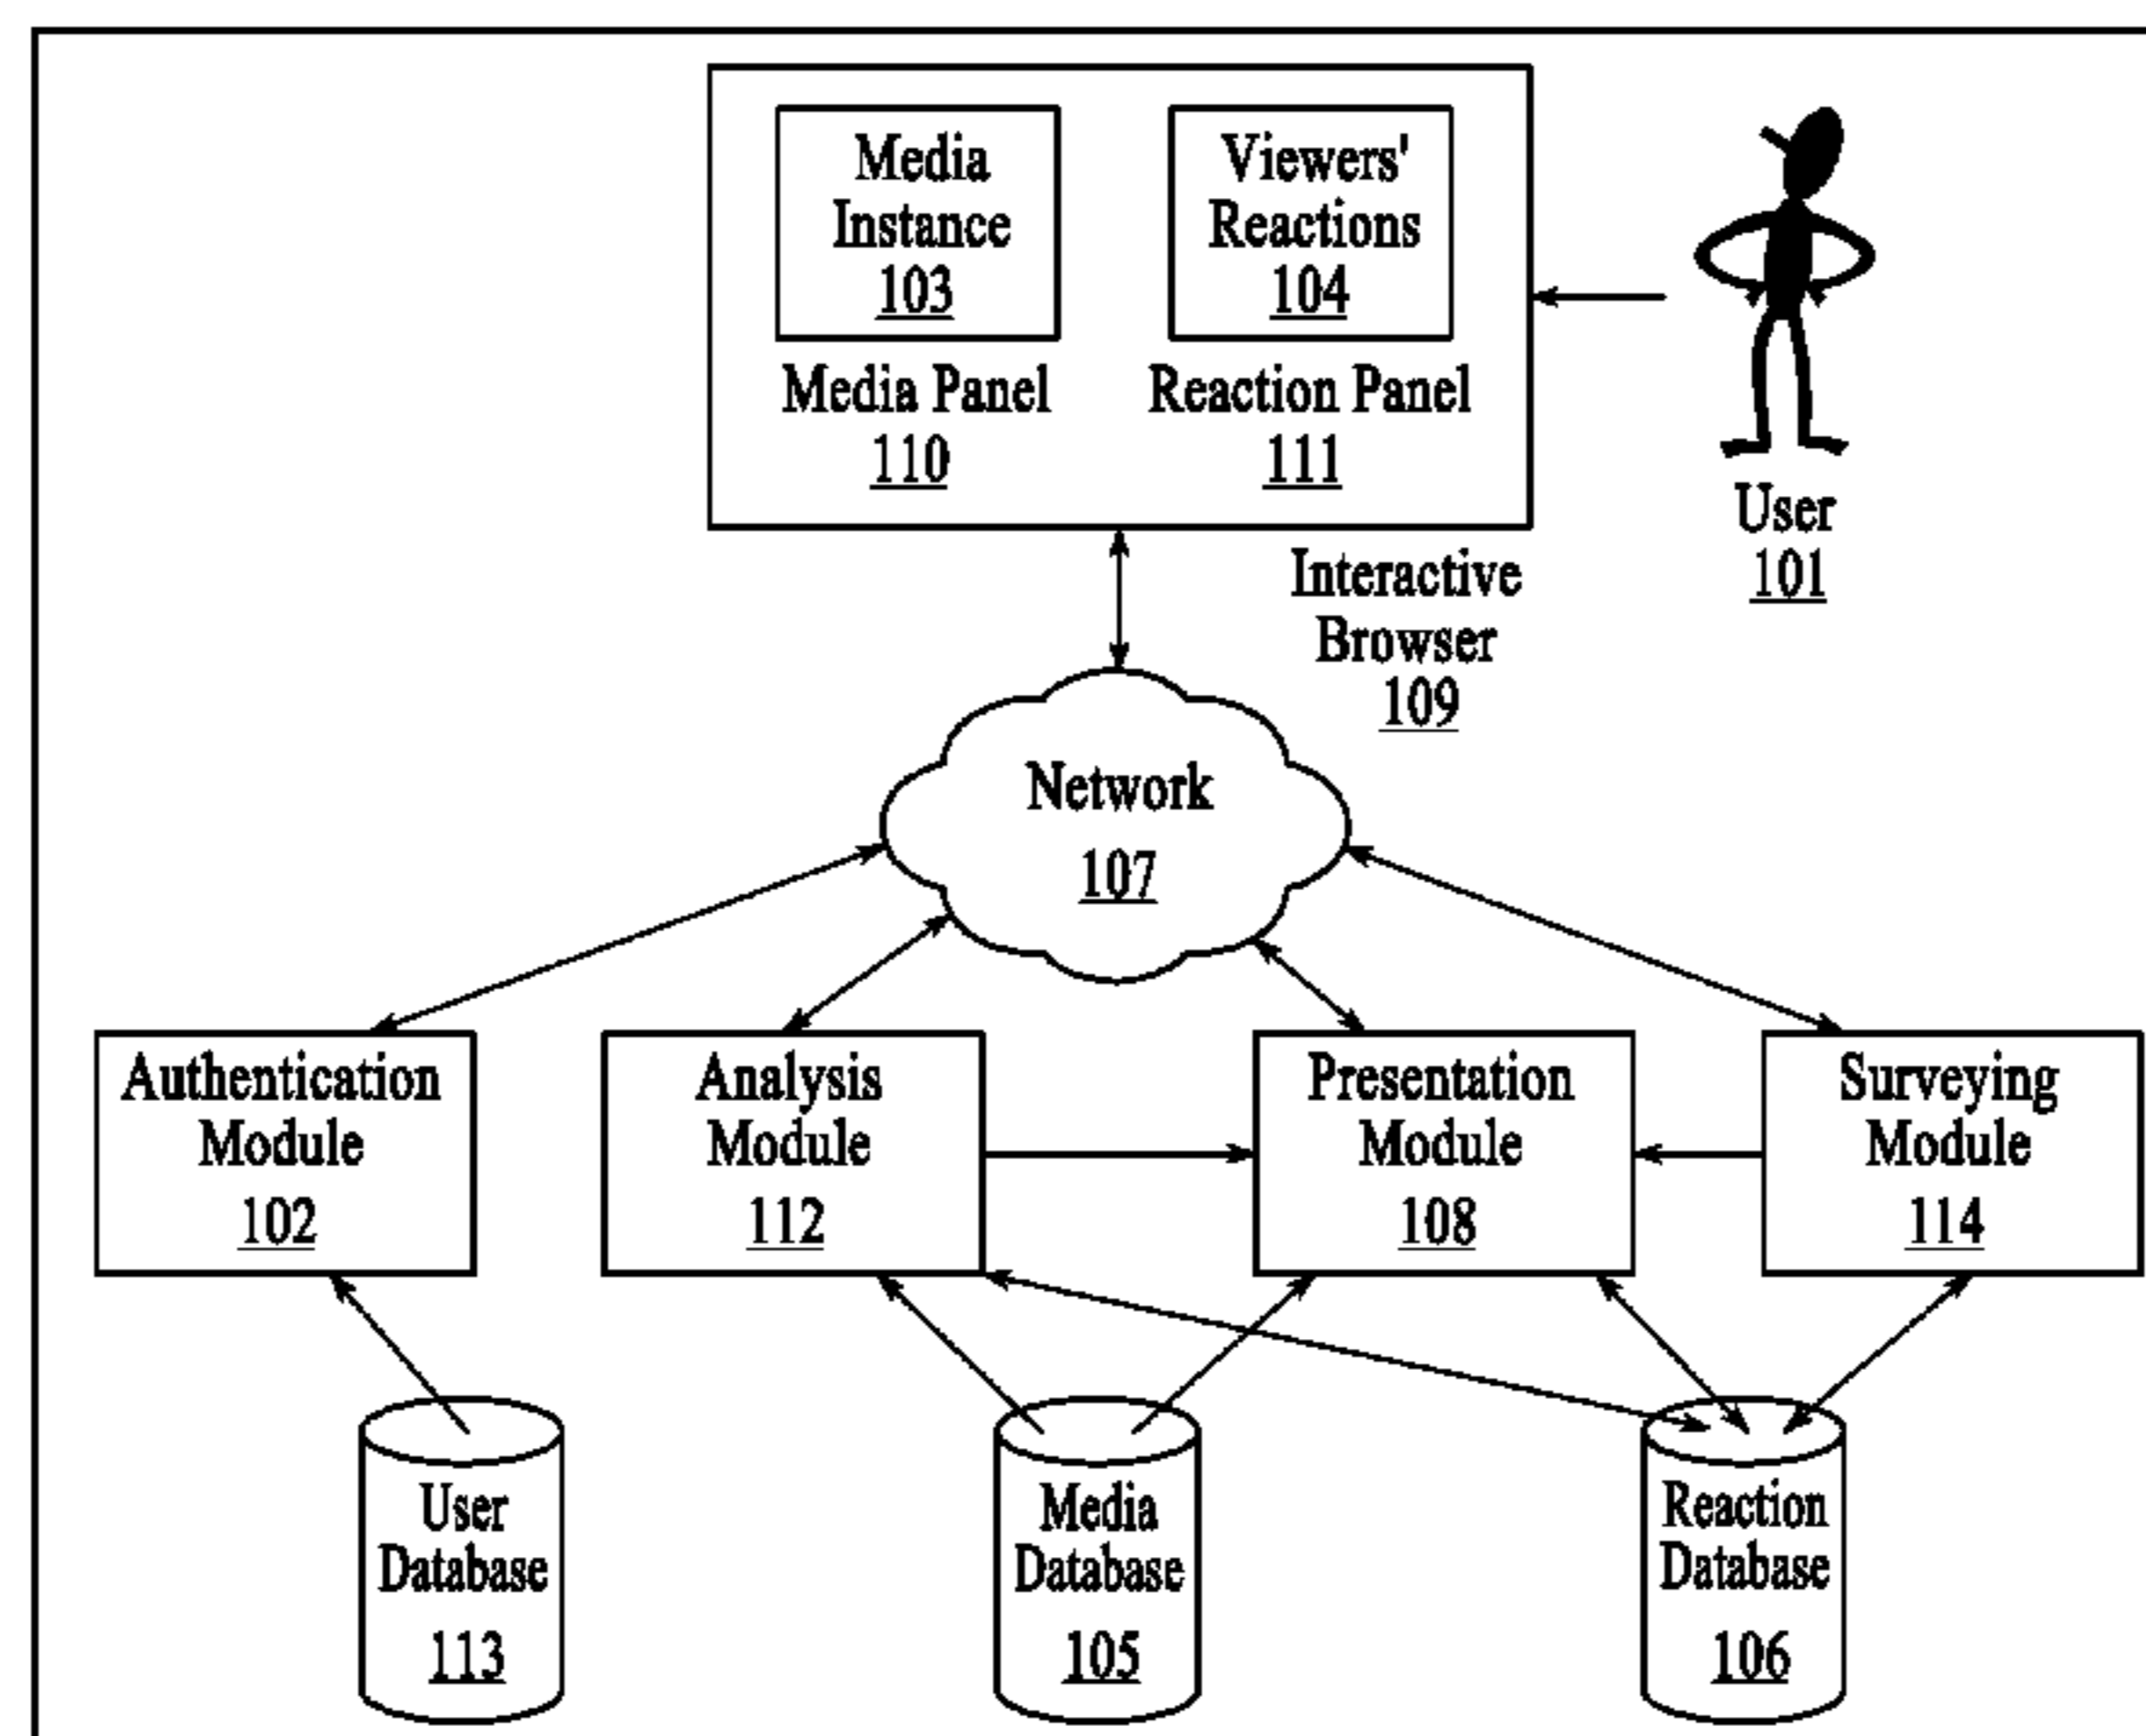 Media
Instance
103
Viewers'
Reactions
104
Media Panel
110
Reaction Panel
111
User
101
Interactive
Browser
109
Network
107
Authentication
Module
102
Analysis
Module
112
Presentation
Module
108
Surveying
Module
114
User
Database
113
Media
Database
105
Reaction
Database
106